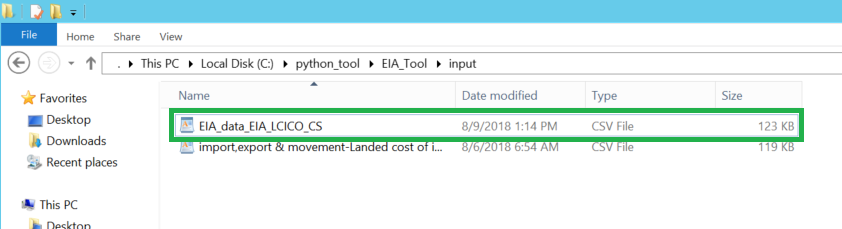 File Home Share View
. This PC Local Disk (C:) python_tool EIA_Tool input
Favorites
Desktop
Downloads
Recent places
This PC
Desktop
Name Date modified Type Size
EIA_data_EIA_LCICO_CS 8/9/2018 1:14 PM CSV File 123 KB
import,export & movement-Landed cost of i... 8/6/2018 6:54 AM CSV File 119 KB